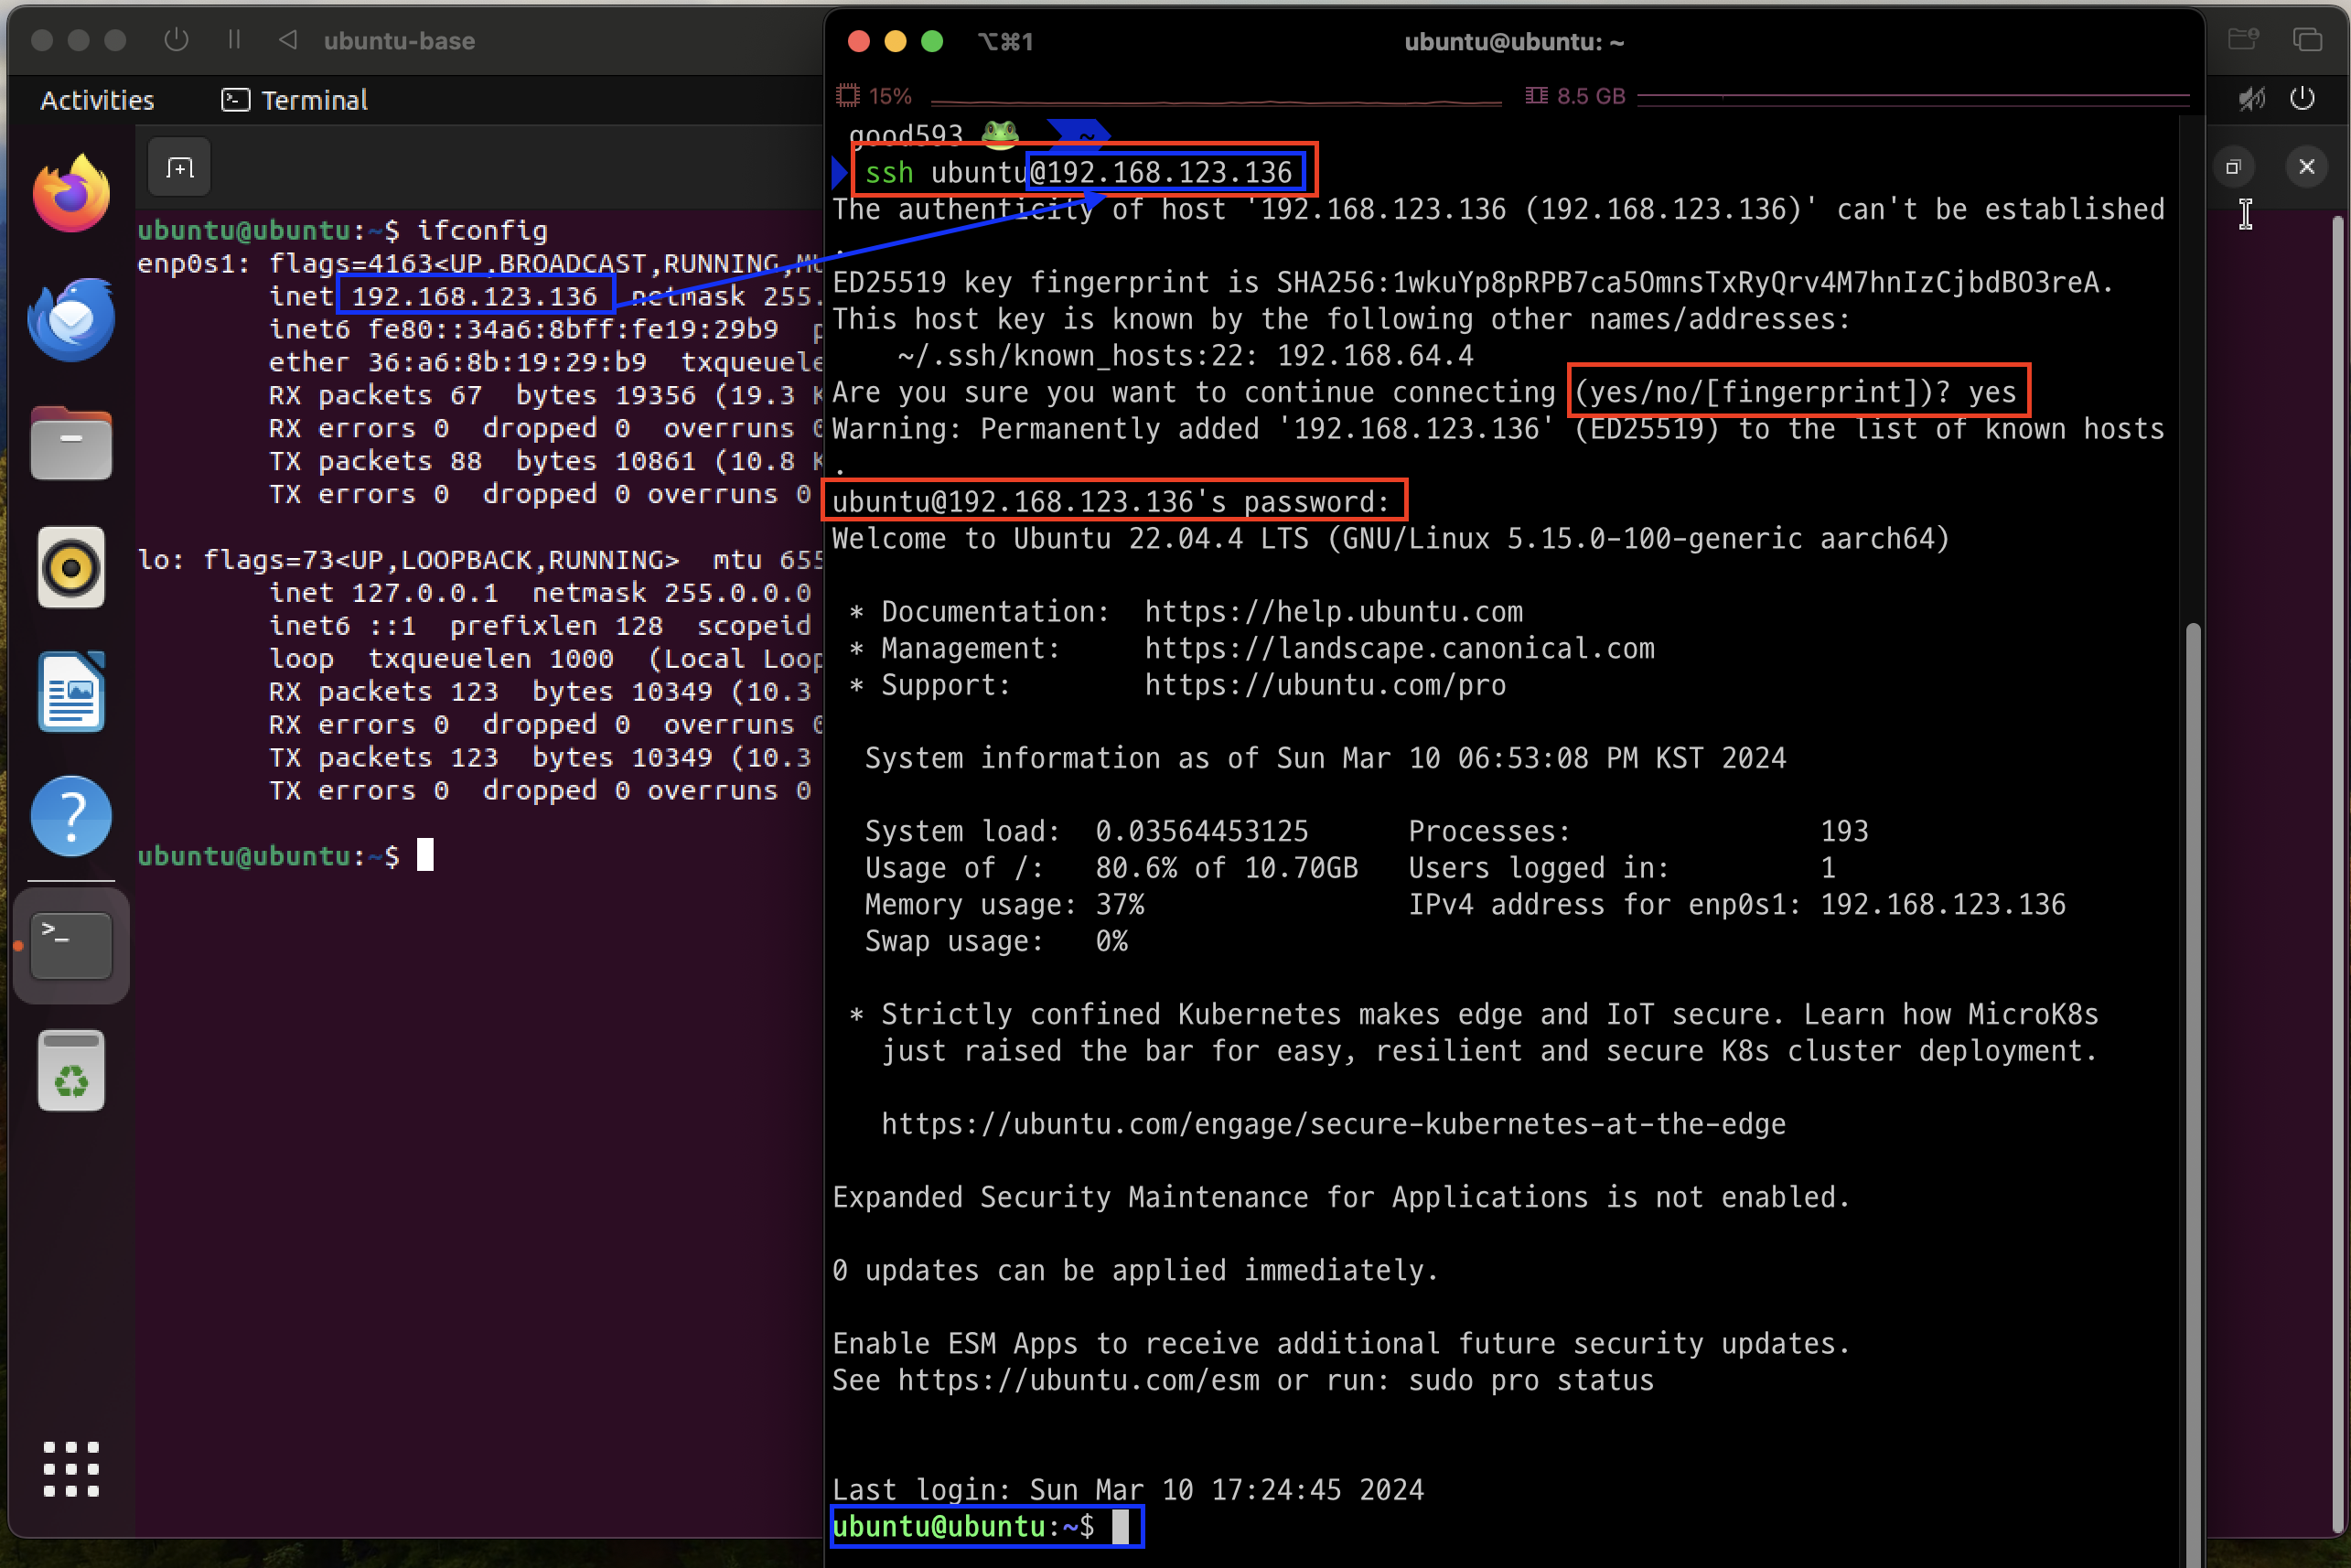 ubuntu-base
Activities
Terminal
ubuntu@ubuntu:~$ ifconfig
enp0s1: flags=4163<UP,BROADCAST,RUNNING,MU
inet 192.168.123.136 netmask 255.
inet6 fe80::34a6:8bff:fe19:29b9 p
ether 36:a6:8b:19:29:b9 txqueuele
RX packets 67 bytes 19356 (19.3 K
RX errors 0 dropped 0 overruns 0
TX packets 88 bytes 10861 (10.8 K
TX errors 0 dropped 0 overruns 0
lo: flags=73<UP,LOOPBACK,RUNNING> mtu 655
inet 127.0.0.1 netmask 255.0.0.0
inet6 ::1 prefixlen 128 scopeid
loop txqueuelen 1000 (Local Loop
RX packets 123 bytes 10349 (10.3
RX errors 0 dropped 0 overruns 0
TX packets 123 bytes 10349 (10.3
TX errors 0 dropped 0 overruns 0
ubuntu@ubuntu:~$
⌥⌘1
ubuntu@ubuntu: ~
15%
8.5 GB
good593 🐸 ~
ssh ubuntu@192.168.123.136
The authenticity of host '192.168.123.136 (192.168.123.136)' can't be established
.
ED25519 key fingerprint is SHA256:1wkuYp8pRPB7ca5OmnsTxRyQrv4M7hnIzCjbdBO3reA.
This host key is known by the following other names/addresses:
~/.ssh/known_hosts:22: 192.168.64.4
Are you sure you want to continue connecting (yes/no/[fingerprint])? yes
Warning: Permanently added '192.168.123.136' (ED25519) to the list of known hosts
.
ubuntu@192.168.123.136's password:
Welcome to Ubuntu 22.04.4 LTS (GNU/Linux 5.15.0-100-generic aarch64)
* Documentation: https://help.ubuntu.com
* Management: https://landscape.canonical.com
* Support: https://ubuntu.com/pro
System information as of Sun Mar 10 06:53:08 PM KST 2024
System load: 0.03564453125 Processes: 193
Usage of /: 80.6% of 10.70GB Users logged in: 1
Memory usage: 37% IPv4 address for enp0s1: 192.168.123.136
Swap usage: 0%
* Strictly confined Kubernetes makes edge and IoT secure. Learn how MicroK8s
just raised the bar for easy, resilient and secure K8s cluster deployment.
https://ubuntu.com/engage/secure-kubernetes-at-the-edge
Expanded Security Maintenance for Applications is not enabled.
0 updates can be applied immediately.
Enable ESM Apps to receive additional future security updates.
See https://ubuntu.com/esm or run: sudo pro status
Last login: Sun Mar 10 17:24:45 2024
ubuntu@ubuntu:~$